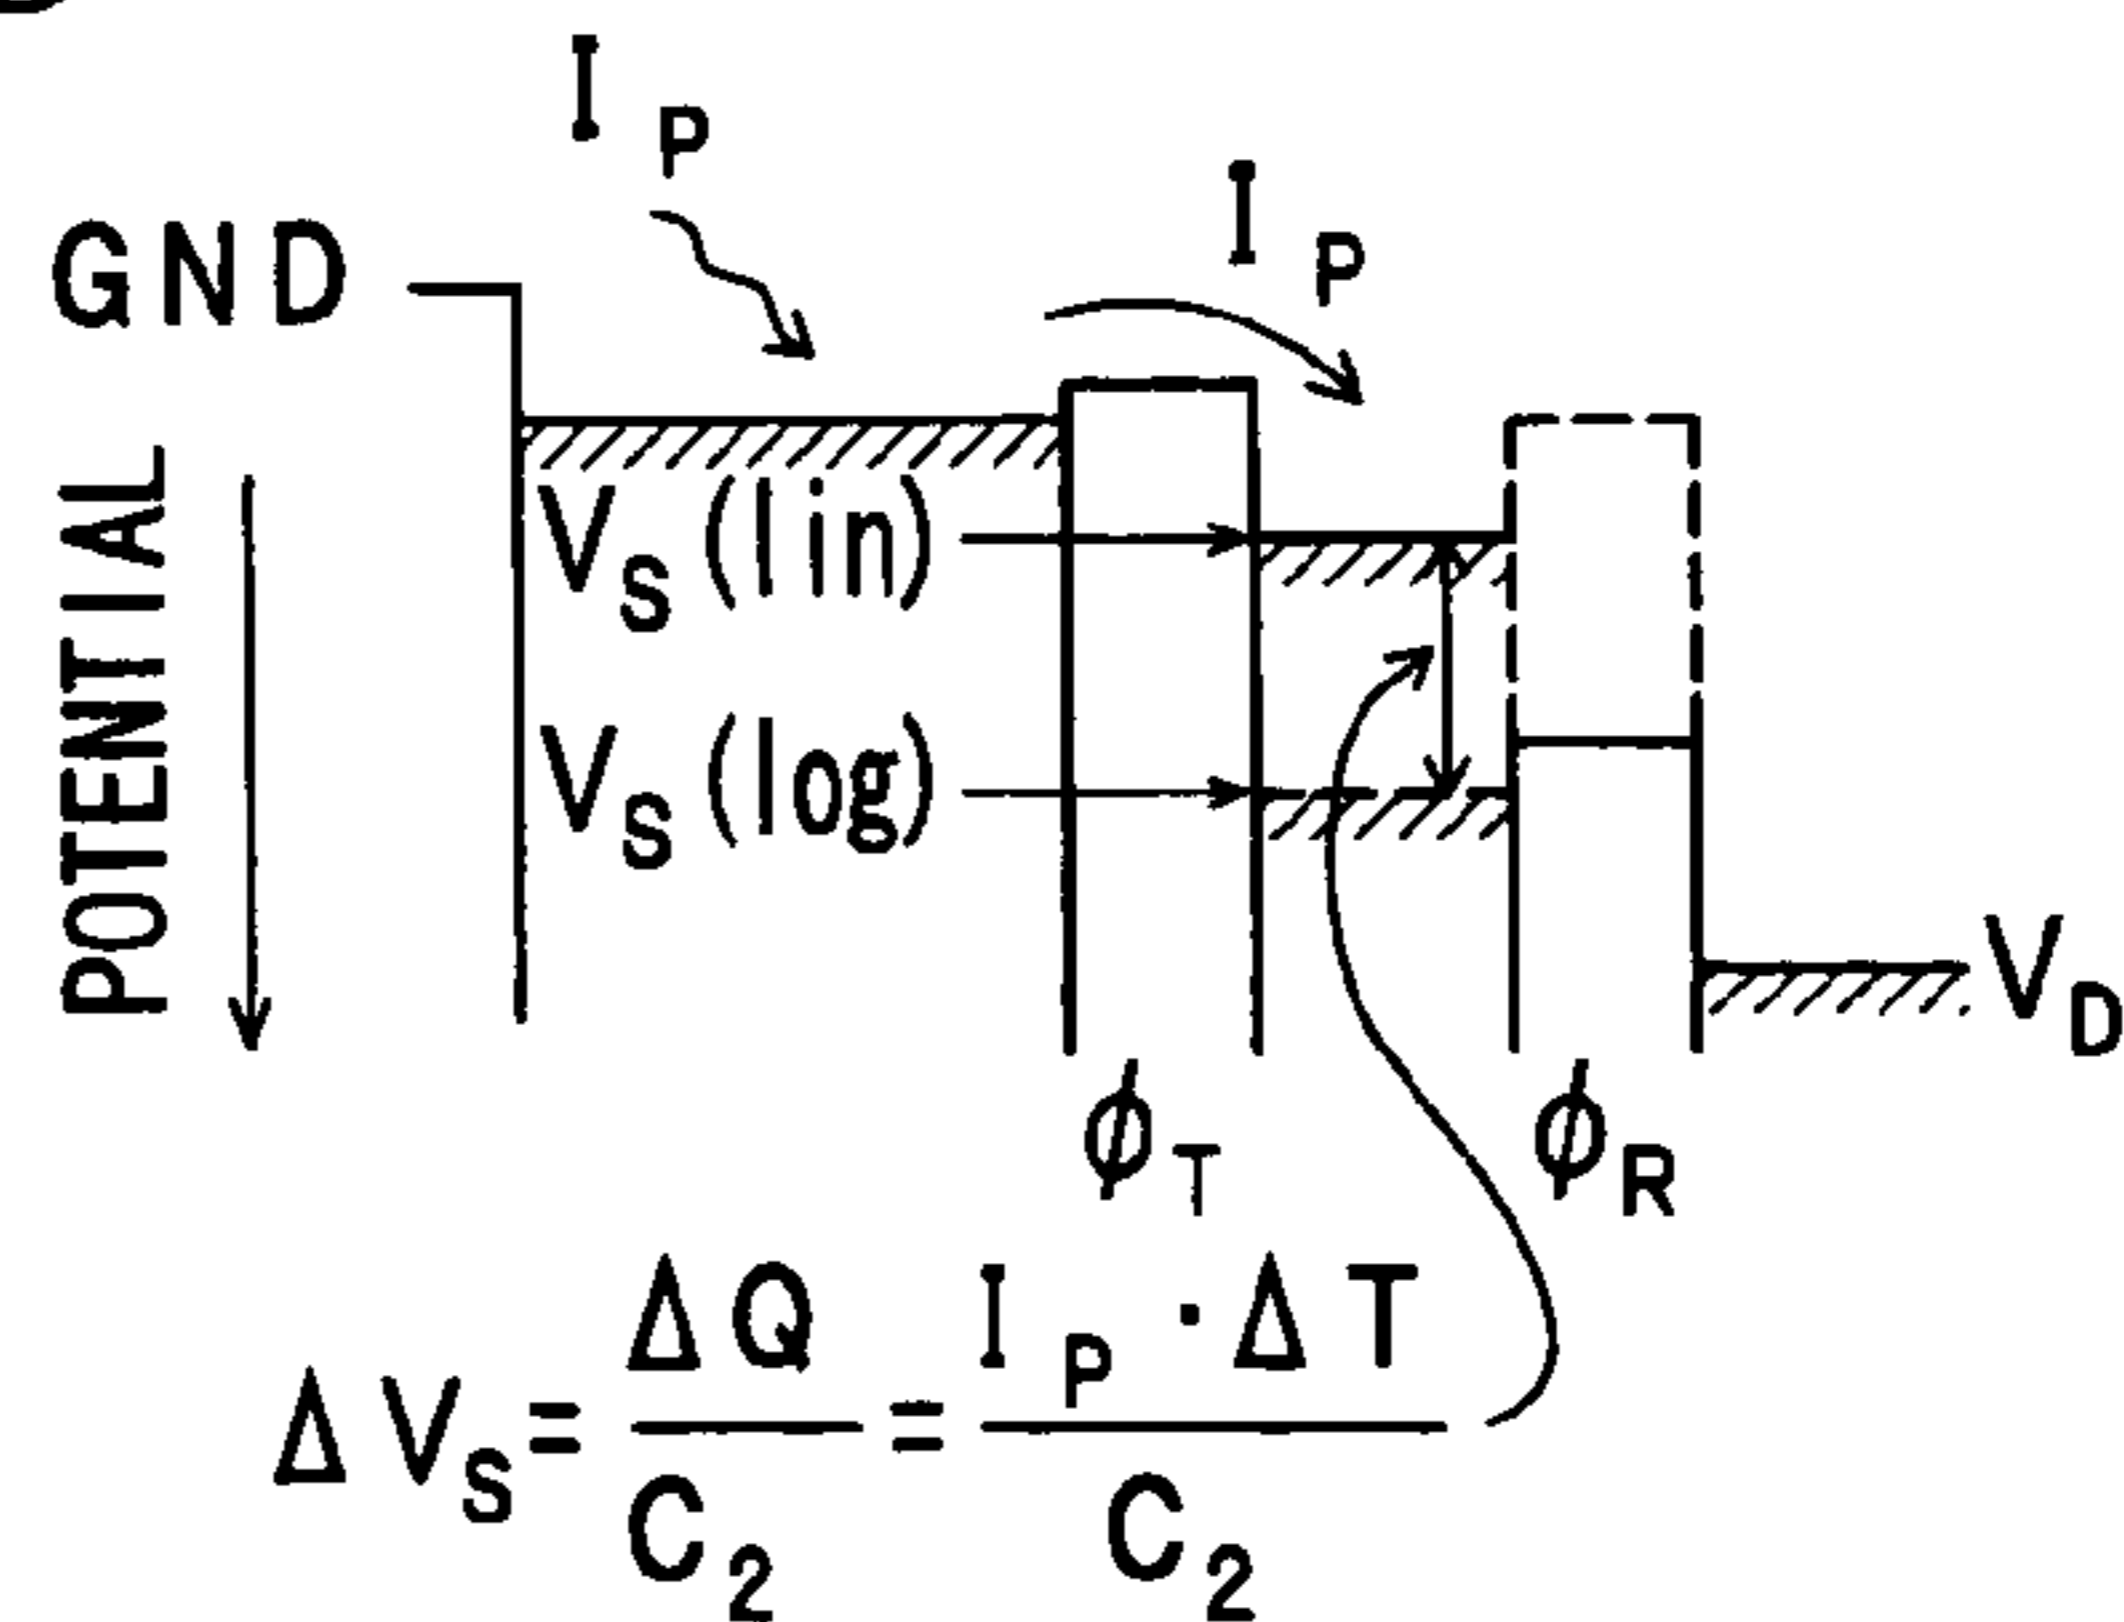 I_P
I_P
GND
POTENTIAL
V_S (lin)
V_S (log)
V_D
ϕ_T
ϕ_R
ΔV_S = ΔQ / C_2 = I_P · ΔT / C_2